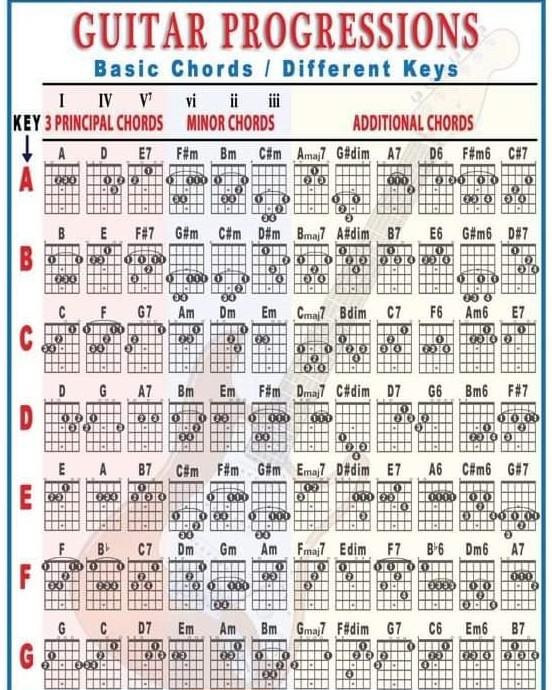 GUITAR PROGRESSIONS
Basic Chords / Different Keys
I IV V7 vi ii iii
KEY 3 PRINCIPAL CHORDS MINOR CHORDS ADDITIONAL CHORDS
A D E7 F#m Bm C#m Amaj7 G#dim A7 D6 F#m6 C#7
A
B E F#7 G#m C#m D#m Bmaj7 A#dim B7 E6 G#m6 D#7
B
C F G7 Am Dm Em Cmaj7 Bdim C7 F6 Am6 E7
C
D G A7 Bm Em F#m Dmaj7 C#dim D7 G6 Bm6 F#7
D
E A B7 C#m F#m G#m Emaj7 D#dim E7 A6 C#m6 G#7
E
F B♭ C7 Dm Gm Am Fmaj7 Edim F7 B♭6 Dm6 A7
F
G C D7 Em Am Bm Gmaj7 F#dim G7 C6 Em6 B7
G